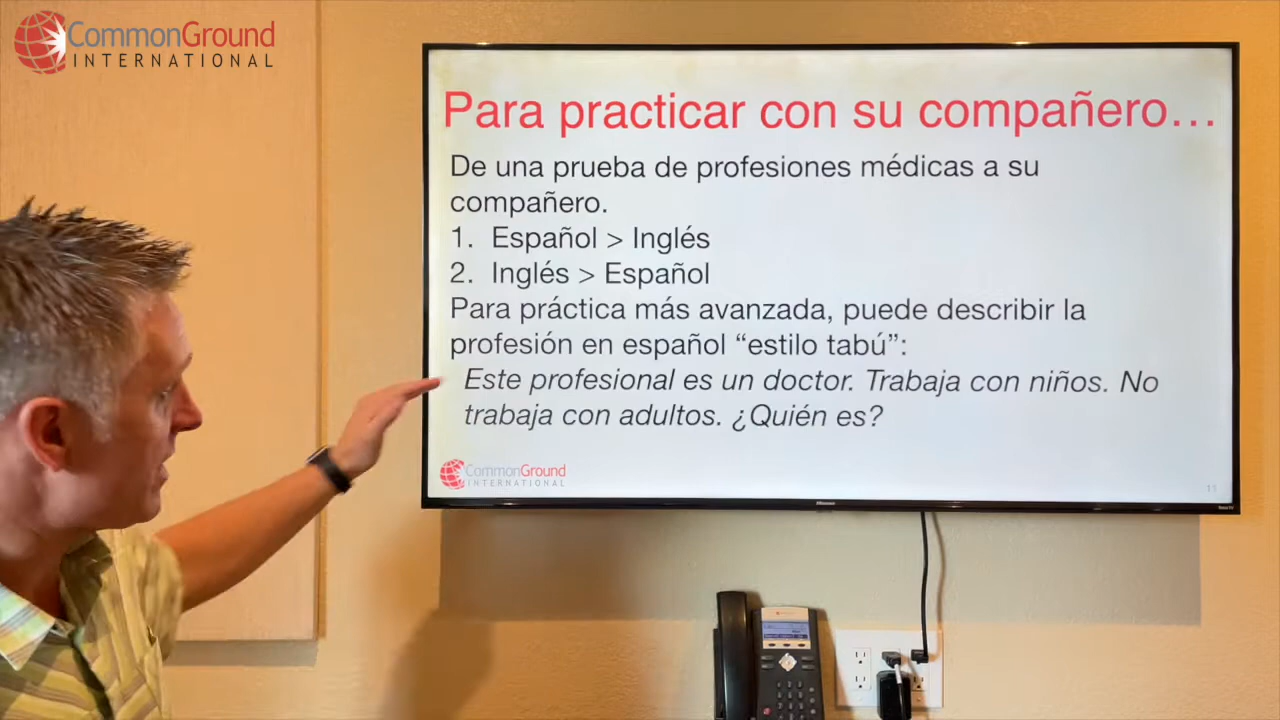 CommonGround
INTERNATIONAL
Para practicar con su compañero…
De una prueba de profesiones médicas a su
compañero.
1. Español > Inglés
2. Inglés > Español
Para práctica más avanzada, puede describir la
profesión en español “estilo tabú”:
Este profesional es un doctor. Trabaja con niños. No
trabaja con adultos. ¿Quién es?
CommonGround
INTERNATIONAL
11
Hisense